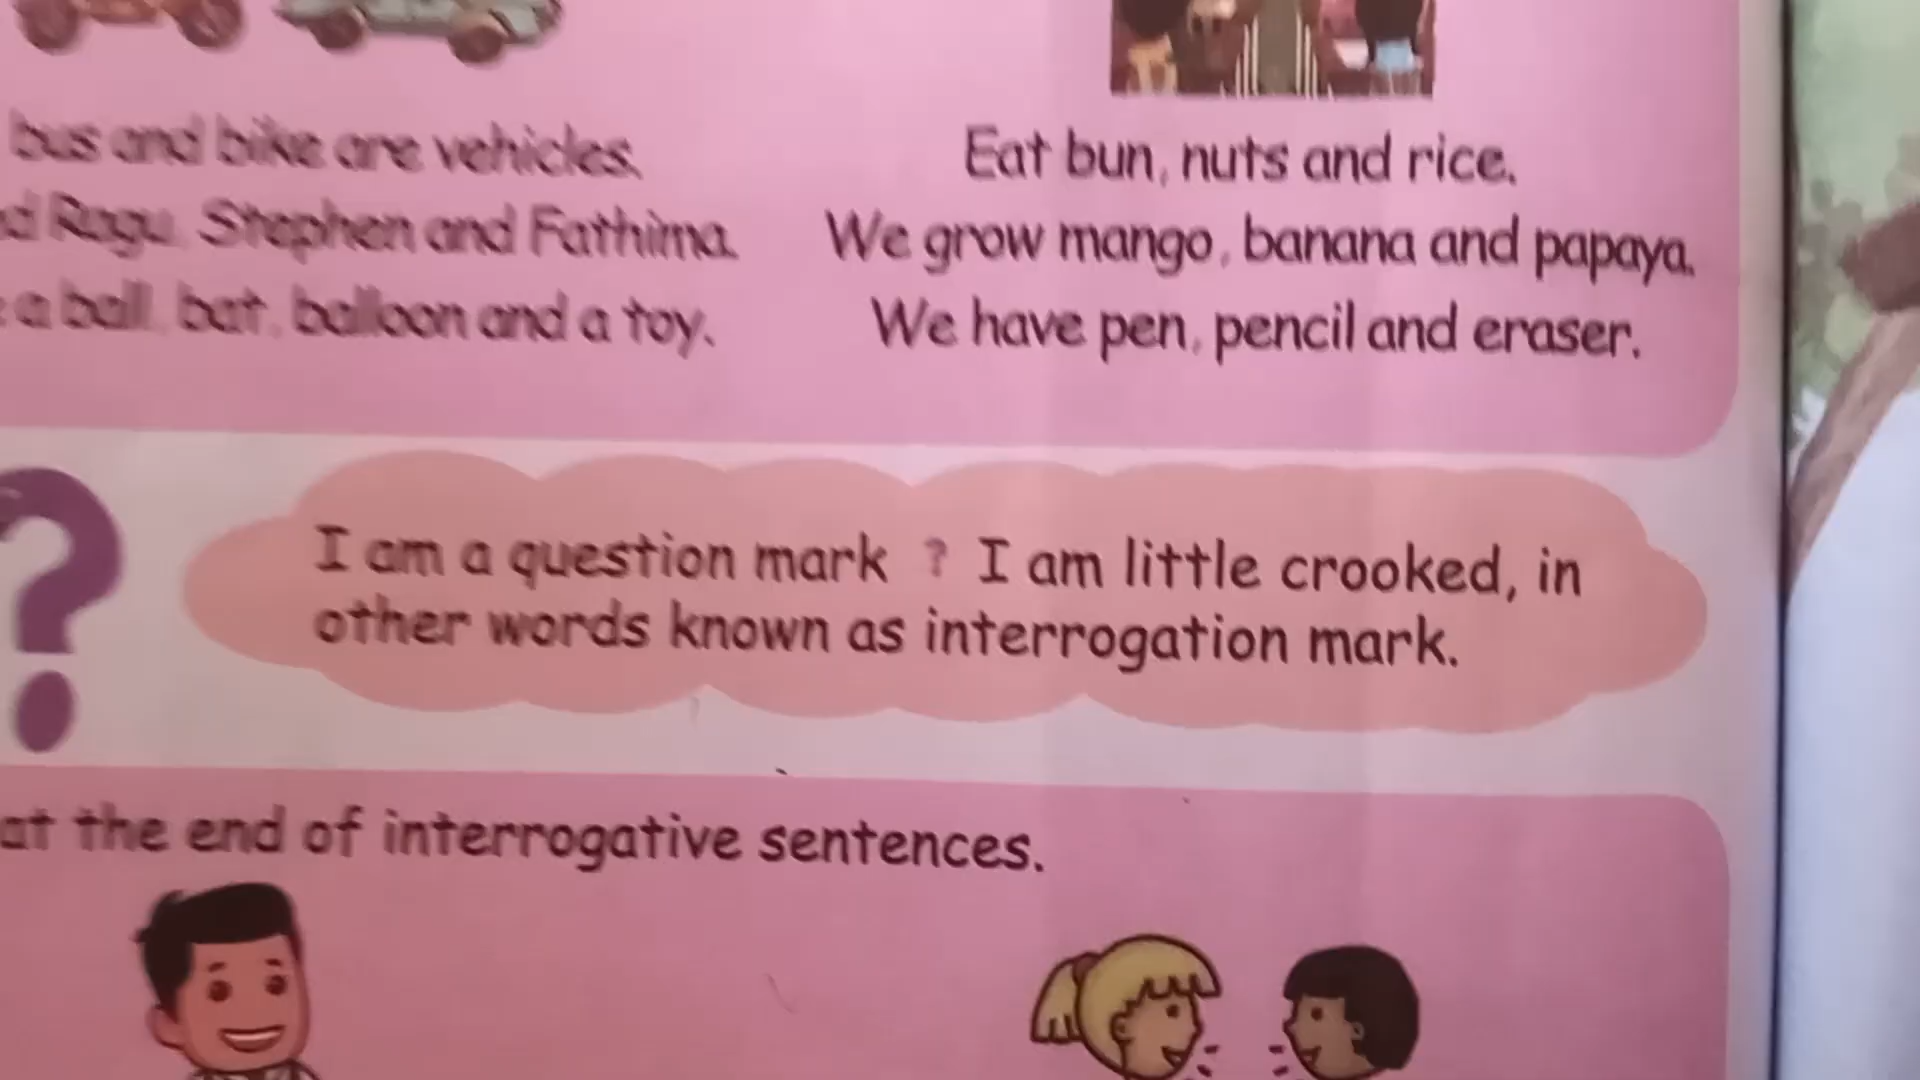 bus and bike are vehicles.
Ragu, Stephen and Fathima.
a ball, bat, balloon and a toy.
Eat bun, nuts and rice.
We grow mango, banana and papaya.
We have pen, pencil and eraser.
?
I am a question mark ? I am little crooked, in
other words known as interrogation mark.
at the end of interrogative sentences.